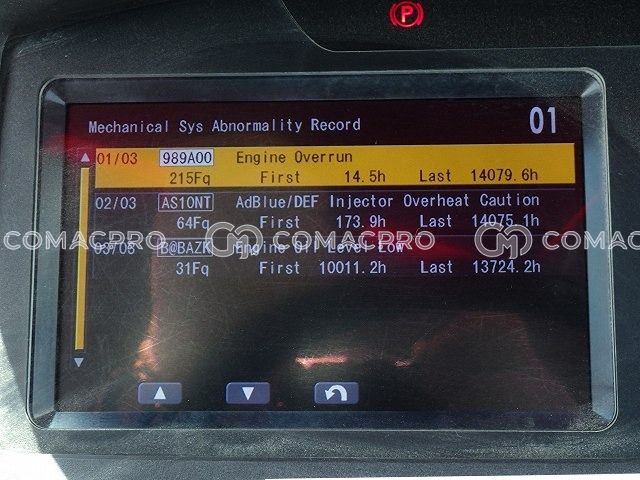 P
Mechanical Sys Abnormality Record 01
01/03 989A00 Engine Overrun
215Fq First 14.5h Last 14079.6h
02/03 AS10NT AdBlue/DEF Injector Overheat Caution
64Fq First 173.9h Last 14075.1h
COMACPRO COMACPRO COMACPRO
03/03 B@BAZK Engine Oil Level Low
31Fq First 10011.2h Last 13724.2h